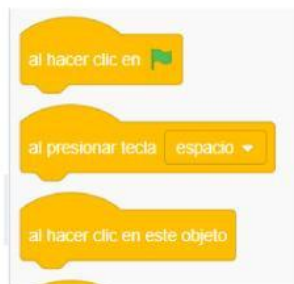 al hacer clic en
al presionar tecla espacio
al hacer clic en este objeto